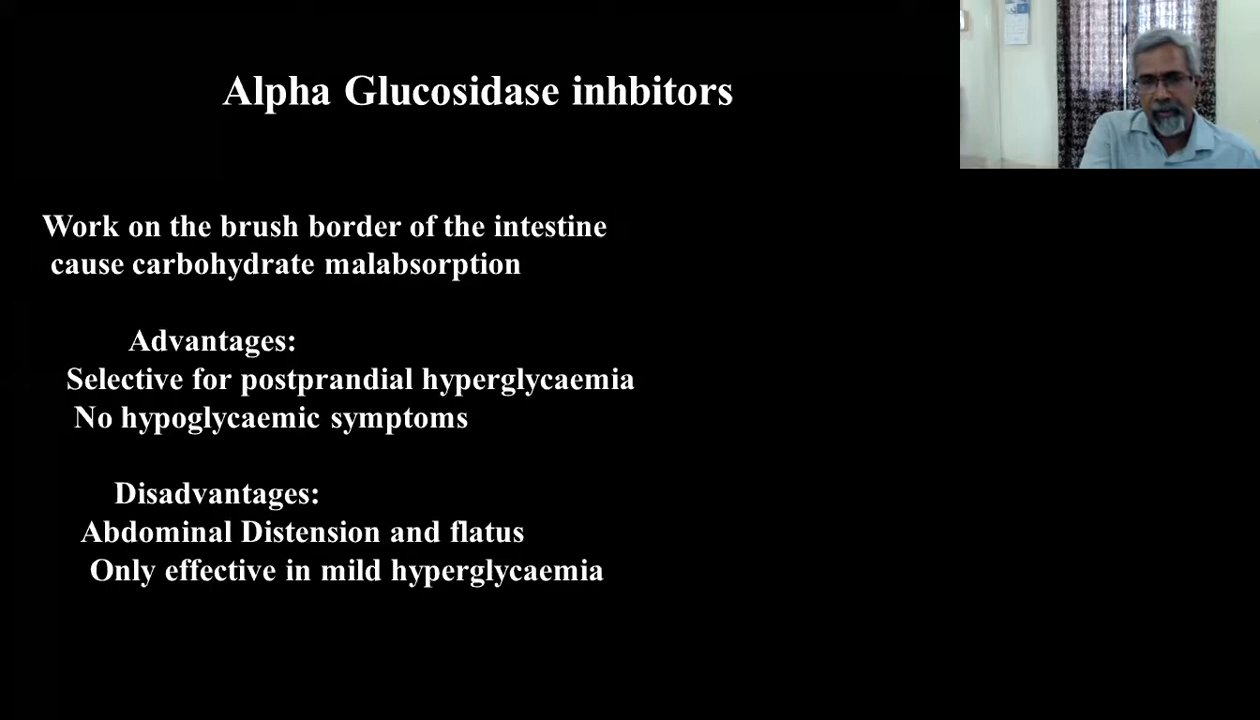 Alpha Glucosidase inhbitors
Work on the brush border of the intestine
cause carbohydrate malabsorption
Advantages:
Selective for postprandial hyperglycaemia
No hypoglycaemic symptoms
Disadvantages:
Abdominal Distension and flatus
Only effective in mild hyperglycaemia